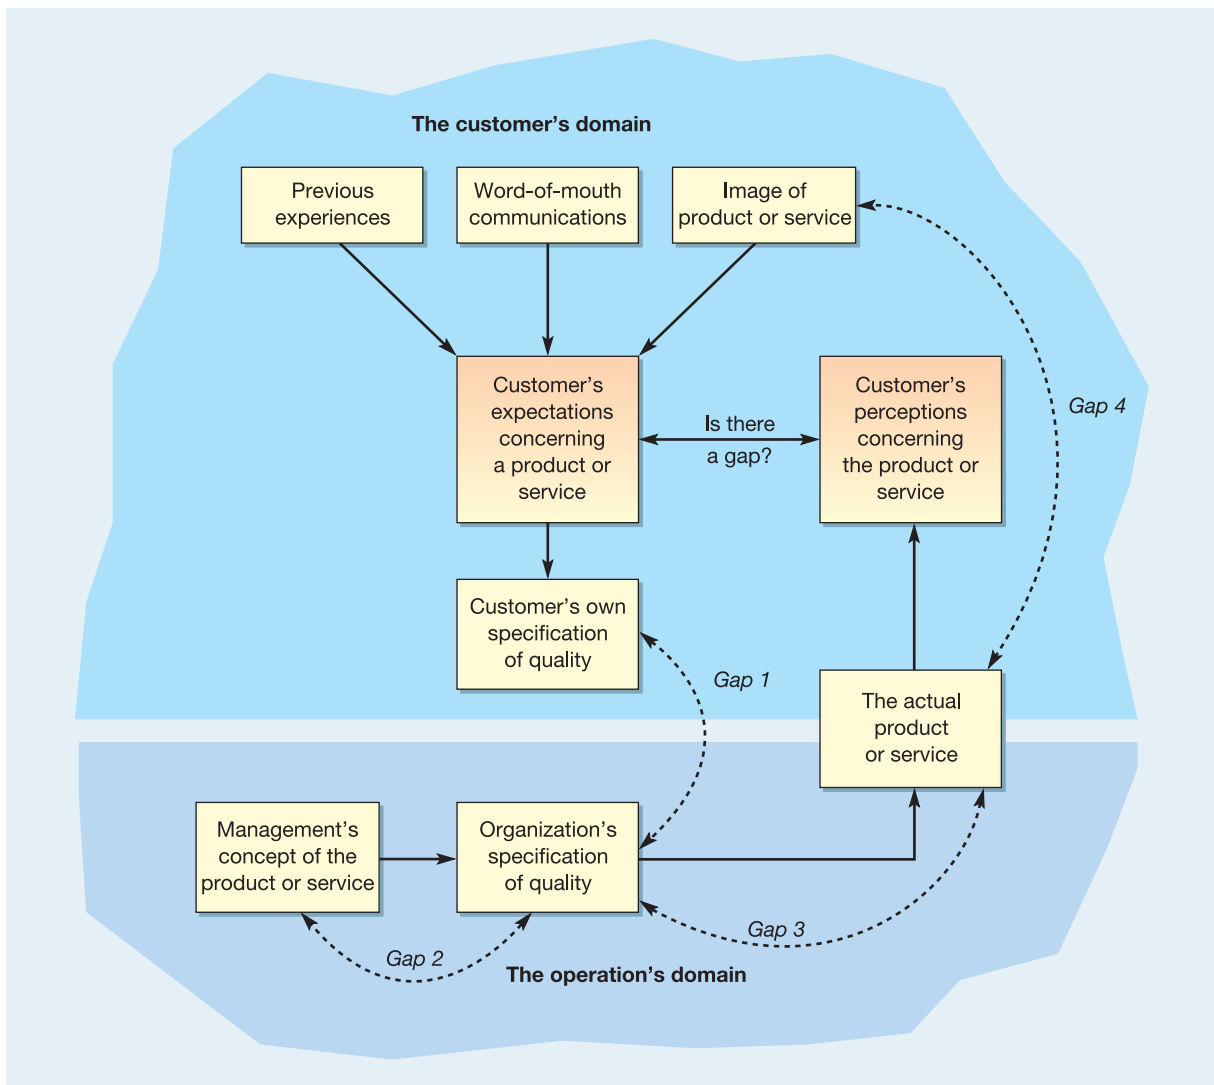 The customer's domain
Previous
experiences
Word-of-mouth
communications
Image of
product or service
Customer's
expectations
concerning
a product or
service
Is there
a gap?
Customer's
perceptions
concerning
the product or
service
Gap 4
Customer's own
specification
of quality
Gap 1
The actual
product
or service
Management's
concept of the
product or service
Organization's
specification
of quality
Gap 2
Gap 3
The operation's domain